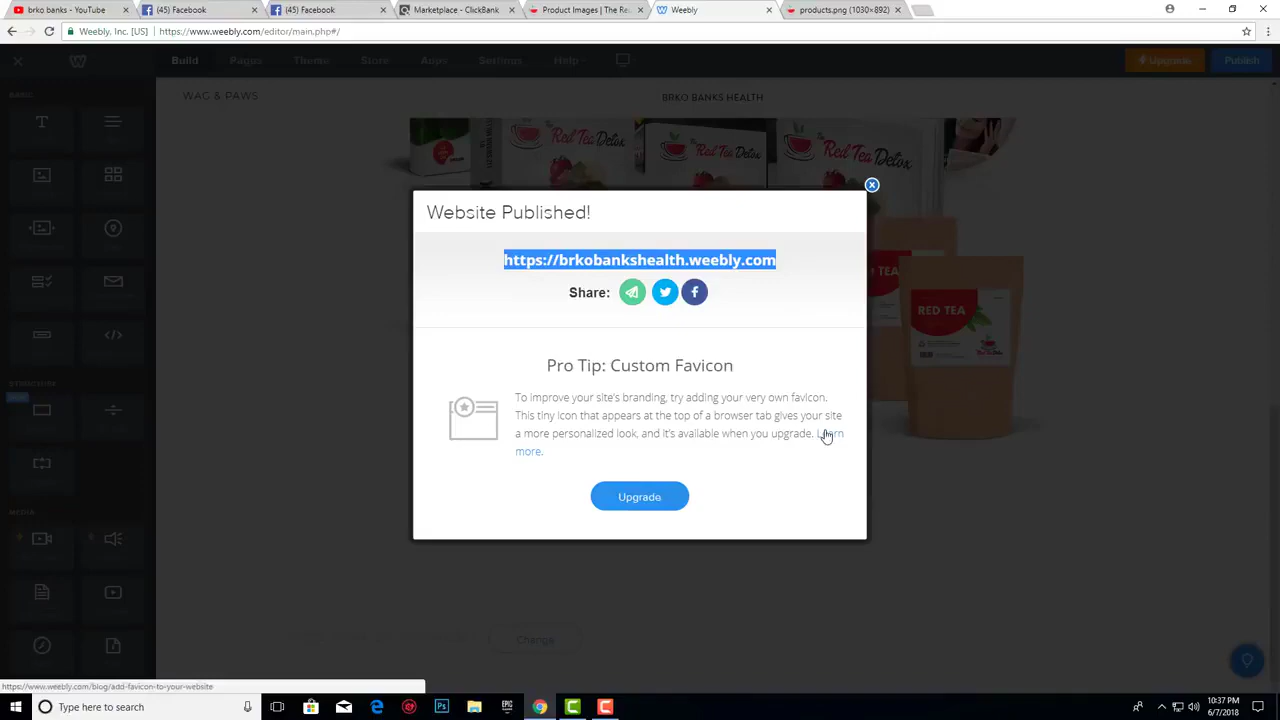 brko banks - YouTube
(45) Facebook
(45) Facebook
Marketplace - ClickBank
Product Images | The Re
Weebly
products.png (1030×892)
Weebly, Inc. [US]
https://www.weebly.com/editor/main.php#/
Build
Pages
Theme
Store
Apps
Settings
Help
Upgrade
Publish
BASIC
WAG & PAWS
BRKO BANKS HEALTH
Red Tea Detox
The Red Tea Detox
The Red Tea Detox
Website Published!
https://brkobankshealth.weebly.com
Share:
RED TEA
Pro Tip: Custom Favicon
To improve your site's branding, try adding your very own favicon.
This tiny icon that appears at the top of a browser tab gives your site
a more personalized look, and it's available when you upgrade. Learn
more.
STRUCTURE
Upgrade
MEDIA
Change
https://www.weebly.com/blog/add-favicon-to-your-website
Type here to search
10:37 PM
6/7/2018